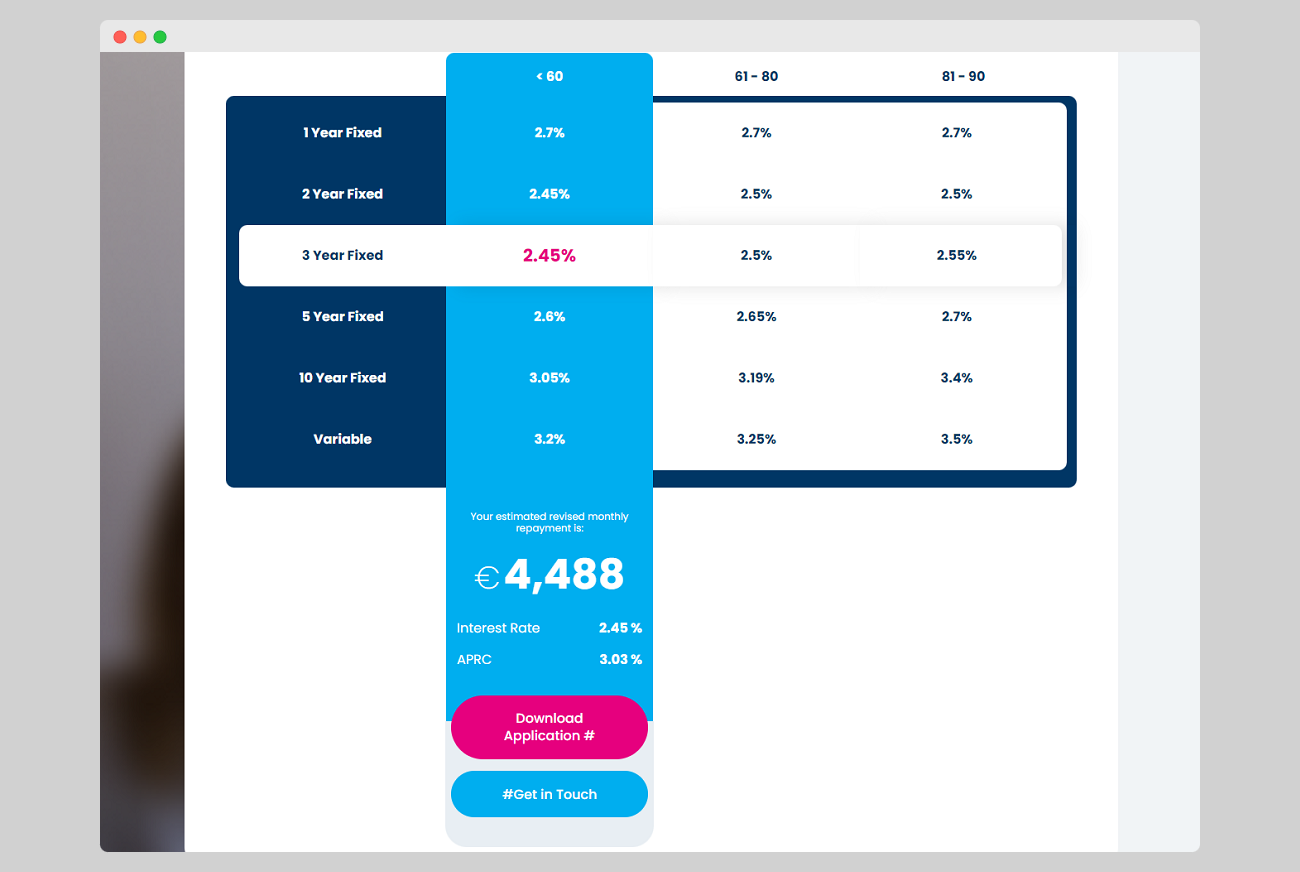 < 60 61 - 80 81 - 90
1 Year Fixed 2.7% 2.7% 2.7%
2 Year Fixed 2.45% 2.5% 2.5%
3 Year Fixed 2.45% 2.5% 2.55%
5 Year Fixed 2.6% 2.65% 2.7%
10 Year Fixed 3.05% 3.19% 3.4%
Variable 3.2% 3.25% 3.5%
Your estimated revised monthly
repayment is:
€4,488
Interest Rate 2.45 %
APRC 3.03 %
Download
Application #
#Get in Touch